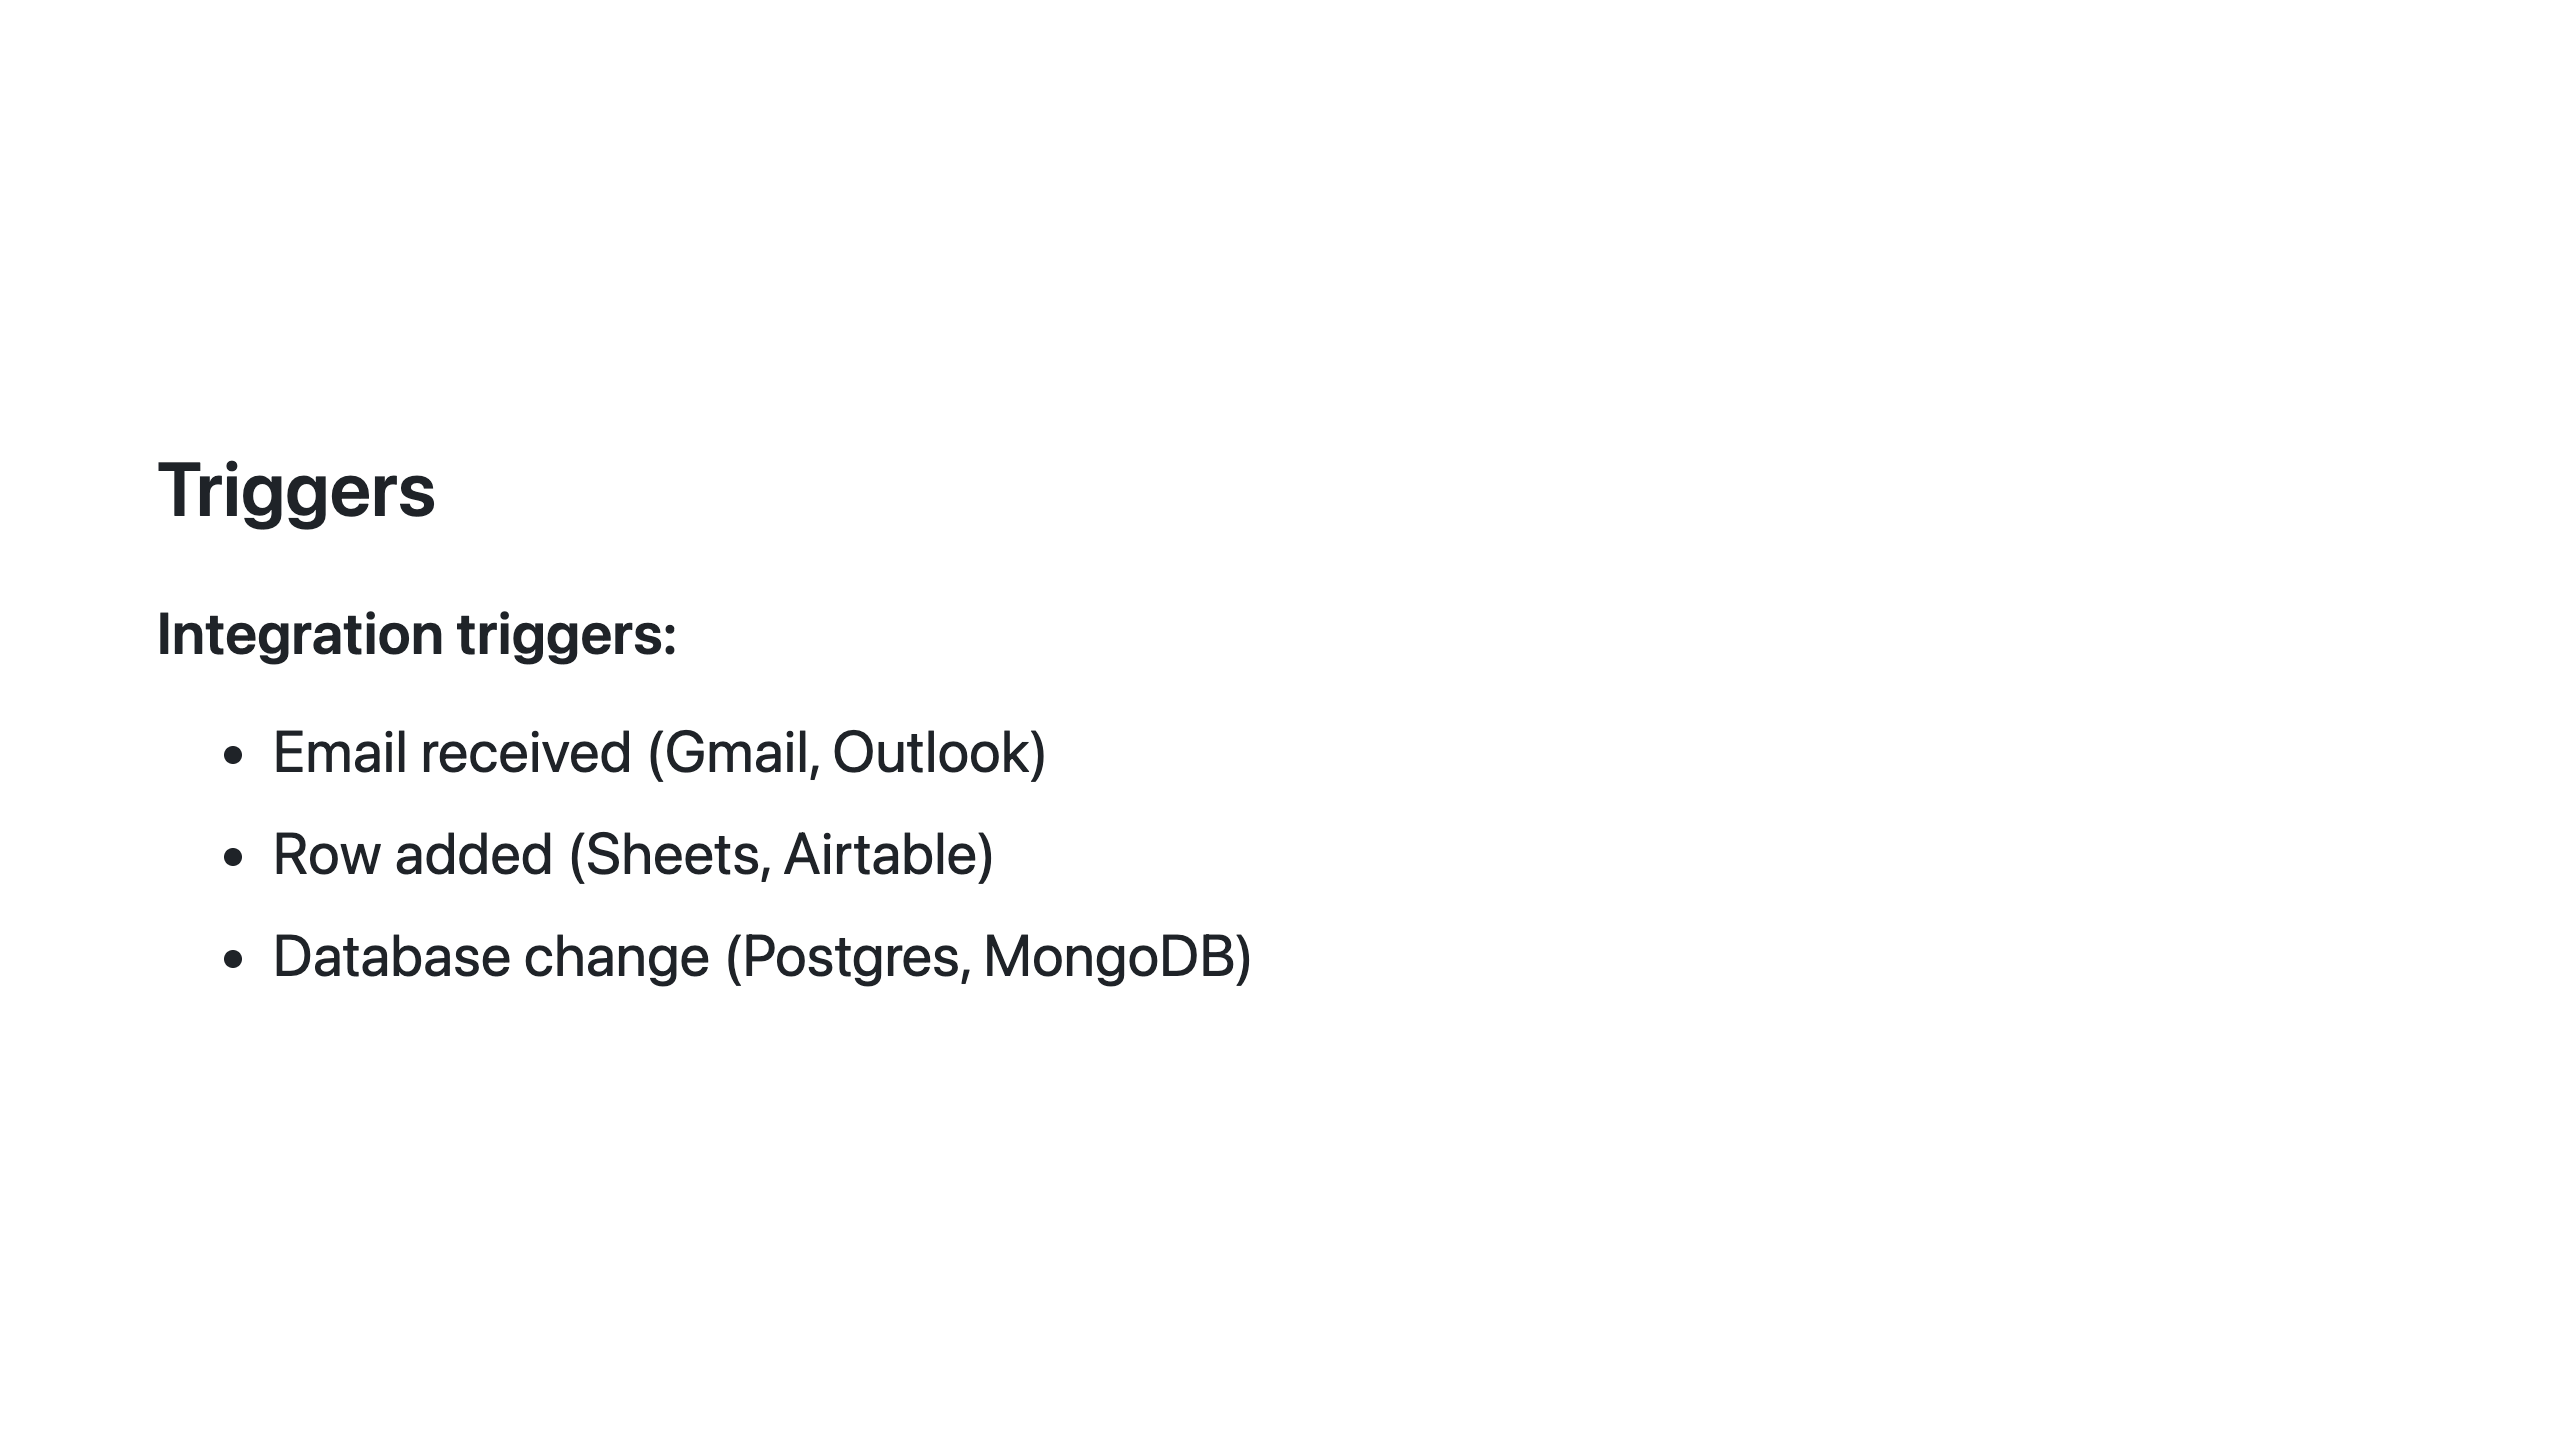 Triggers
Integration triggers:
• Email received (Gmail, Outlook)
• Row added (Sheets, Airtable)
• Database change (Postgres, MongoDB)